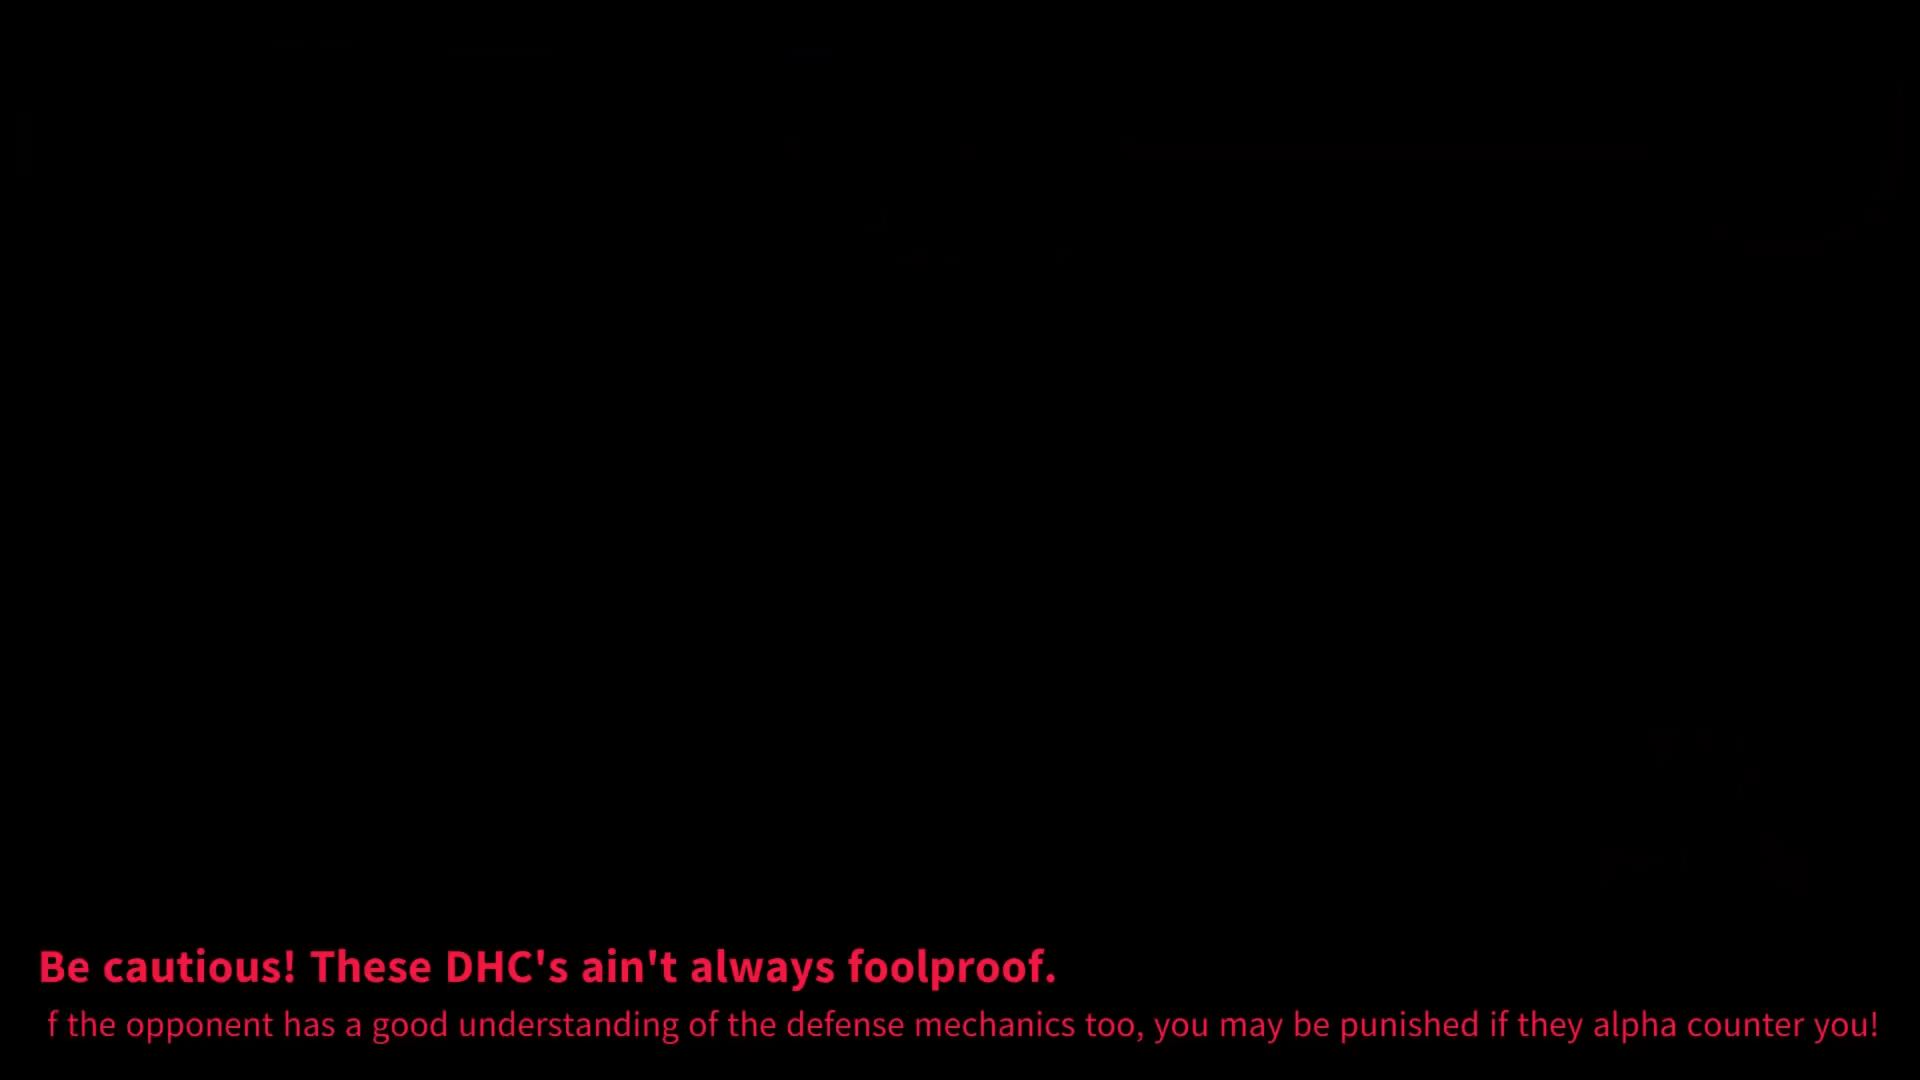 Be cautious! These DHC's ain't always foolproof.
f the opponent has a good understanding of the defense mechanics too, you may be punished if they alpha counter you!